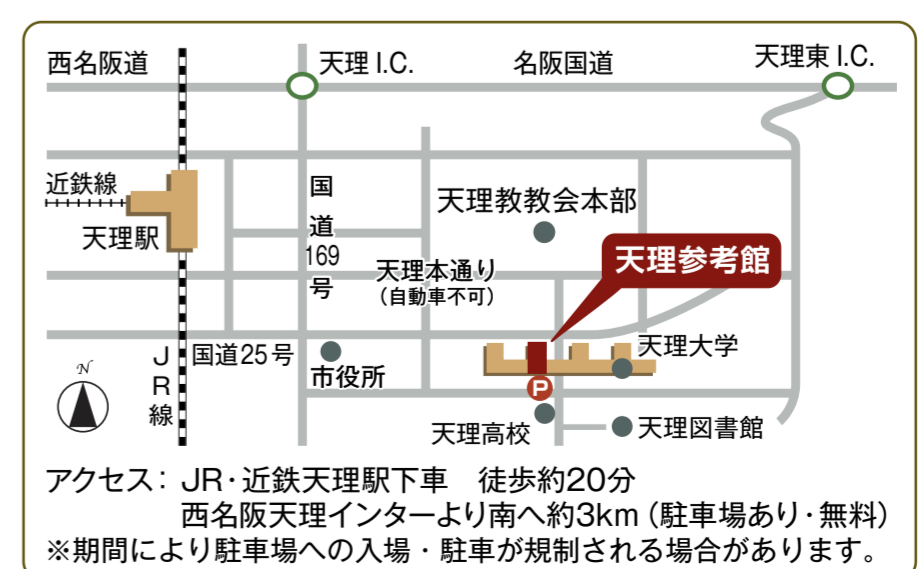 西名阪道
天理 I.C.
名阪国道
天理東 I.C.
近鉄線
天理駅
国道169号
天理教教会本部
天理参考館
天理本通り
(自動車不可)
JR線
国道25号
市役所
天理大学
N
P
天理高校
天理図書館
アクセス： JR・近鉄天理駅下車 徒歩約20分
西名阪天理インターより南へ約3km（駐車場あり・無料）
※期間により駐車場への入場・駐車が規制される場合があります。